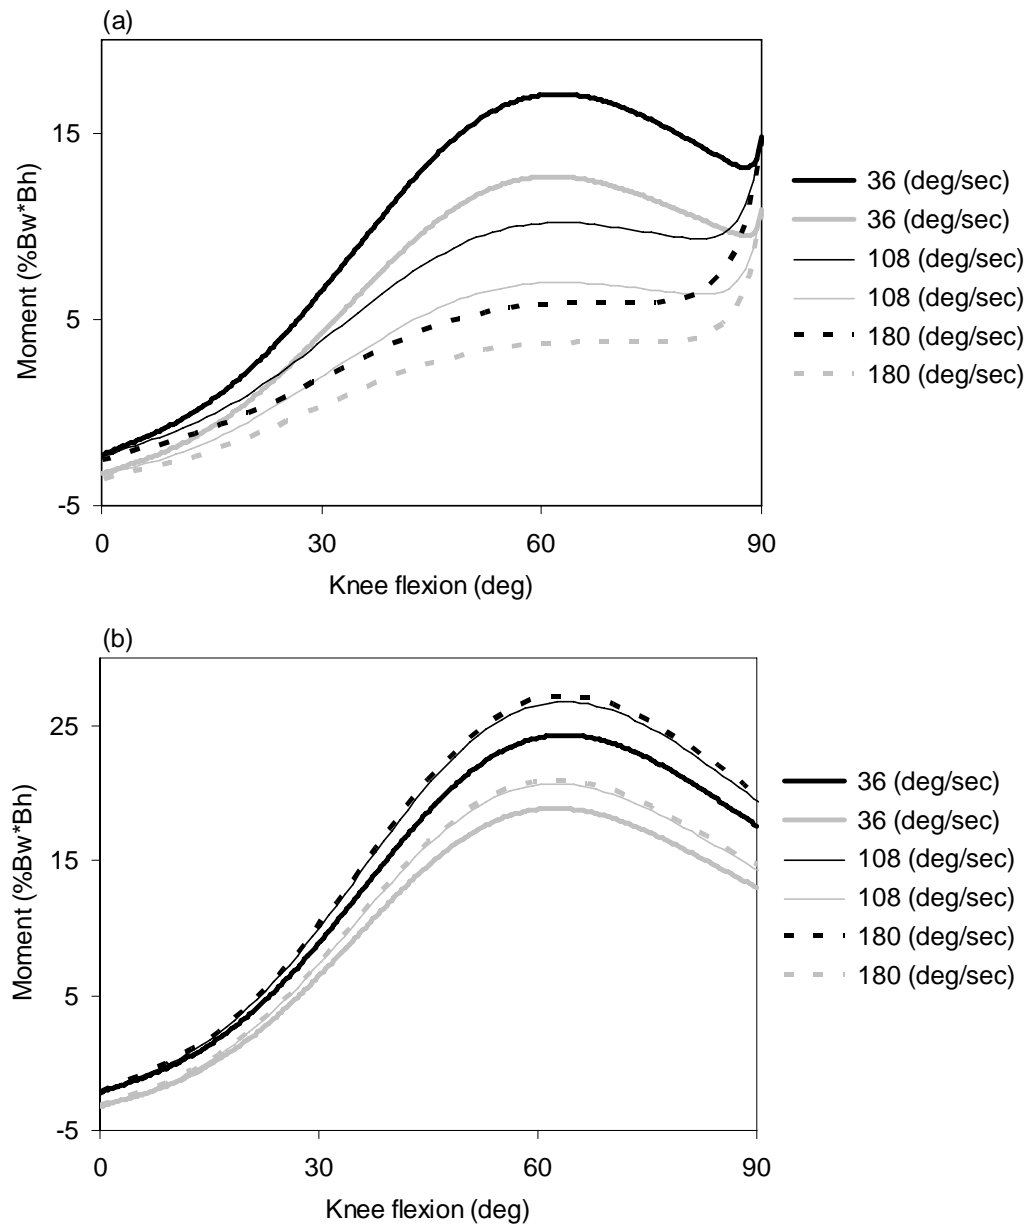 (a)
Moment (%Bw*Bh)
15
5
-5
0 30 60 90
Knee flexion (deg)
36 (deg/sec)
36 (deg/sec)
108 (deg/sec)
108 (deg/sec)
180 (deg/sec)
180 (deg/sec)
(b)
Moment (%Bw*Bh)
25
15
5
-5
0 30 60 90
Knee flexion (deg)
36 (deg/sec)
36 (deg/sec)
108 (deg/sec)
108 (deg/sec)
180 (deg/sec)
180 (deg/sec)